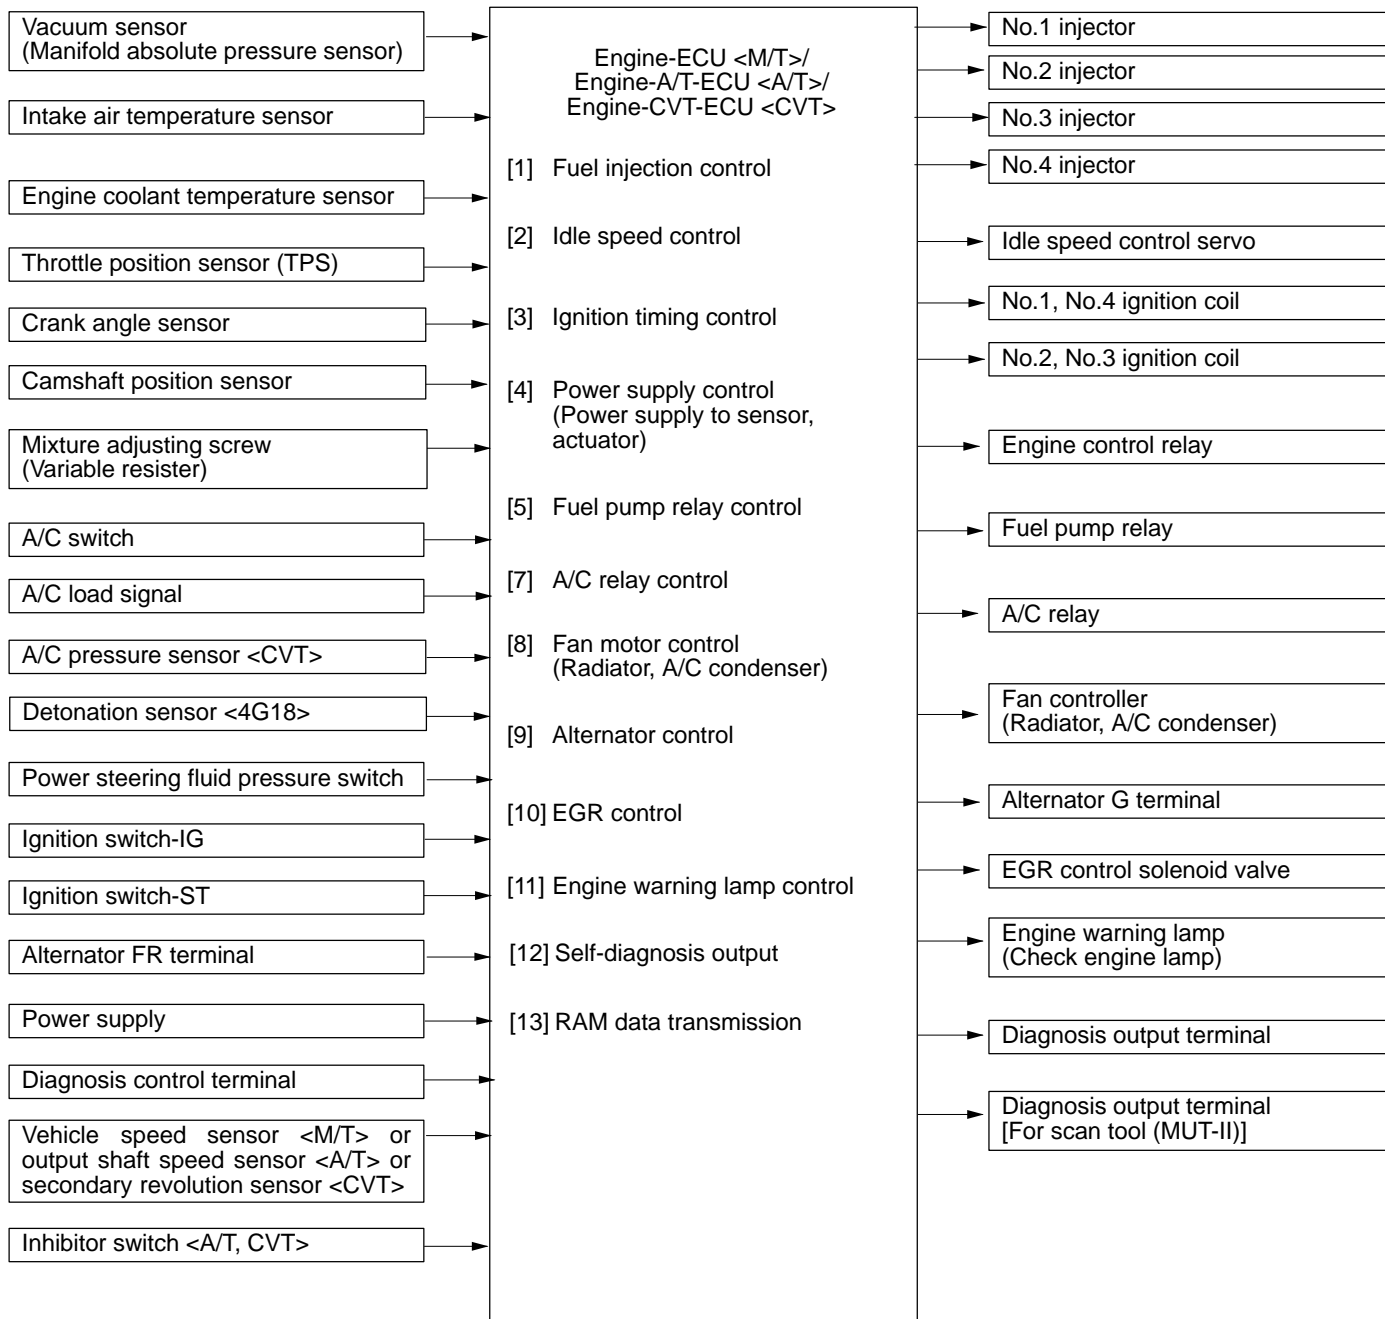 Vacuum sensor
(Manifold absolute pressure sensor)
Intake air temperature sensor
Engine coolant temperature sensor
Throttle position sensor (TPS)
Crank angle sensor
Camshaft position sensor
Mixture adjusting screw
(Variable resister)
A/C switch
A/C load signal
A/C pressure sensor <CVT>
Detonation sensor <4G18>
Power steering fluid pressure switch
Ignition switch-IG
Ignition switch-ST
Alternator FR terminal
Power supply
Diagnosis control terminal
Vehicle speed sensor <M/T> or
output shaft speed sensor <A/T> or
secondary revolution sensor <CVT>
Inhibitor switch <A/T, CVT>
Engine-ECU <M/T>/
Engine-A/T-ECU <A/T>/
Engine-CVT-ECU <CVT>
[1] Fuel injection control
[2] Idle speed control
[3] Ignition timing control
[4] Power supply control
(Power supply to sensor,
actuator)
[5] Fuel pump relay control
[7] A/C relay control
[8] Fan motor control
(Radiator, A/C condenser)
[9] Alternator control
[10] EGR control
[11] Engine warning lamp control
[12] Self-diagnosis output
[13] RAM data transmission
No.1 injector
No.2 injector
No.3 injector
No.4 injector
Idle speed control servo
No.1, No.4 ignition coil
No.2, No.3 ignition coil
Engine control relay
Fuel pump relay
A/C relay
Fan controller
(Radiator, A/C condenser)
Alternator G terminal
EGR control solenoid valve
Engine warning lamp
(Check engine lamp)
Diagnosis output terminal
Diagnosis output terminal
[For scan tool (MUT-II)]